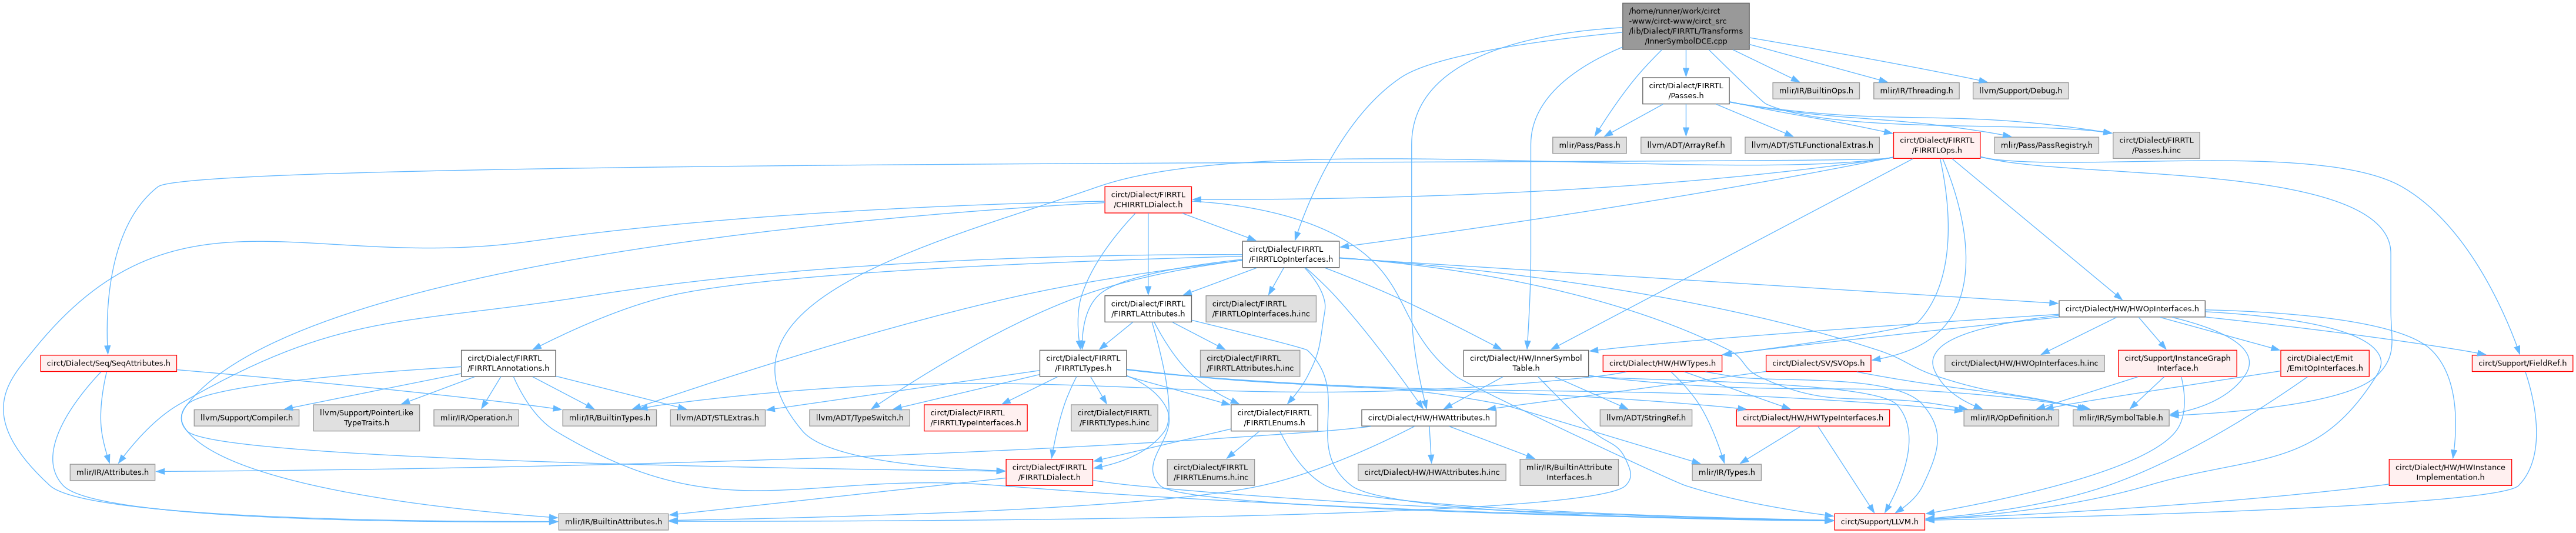 /home/runner/work/circt
-www/circt-www/circt_src
/lib/Dialect/FIRRTL/Transforms
/InnerSymbolDCE.cpp
circt/Dialect/FIRRTL
/Passes.h
mlir/IR/BuiltinOps.h
mlir/IR/Threading.h
llvm/Support/Debug.h
mlir/Pass/Pass.h
llvm/ADT/ArrayRef.h
llvm/ADT/STLFunctionalExtras.h
circt/Dialect/FIRRTL
/FIRRTLOps.h
mlir/Pass/PassRegistry.h
circt/Dialect/FIRRTL
/Passes.h.inc
circt/Dialect/FIRRTL
/CHIRRTLDialect.h
circt/Dialect/FIRRTL
/FIRRTLOpInterfaces.h
circt/Dialect/FIRRTL
/FIRRTLAttributes.h
circt/Dialect/FIRRTL
/FIRRTLOpInterfaces.h.inc
circt/Dialect/HW/HWOpInterfaces.h
circt/Dialect/Seq/SeqAttributes.h
circt/Dialect/FIRRTL
/FIRRTLAnnotations.h
circt/Dialect/FIRRTL
/FIRRTLTypes.h
circt/Dialect/FIRRTL
/FIRRTLAttributes.h.inc
circt/Dialect/HW/InnerSymbol
Table.h
circt/Dialect/HW/HWTypes.h
circt/Dialect/SV/SVOps.h
circt/Dialect/HW/HWOpInterfaces.h.inc
circt/Support/InstanceGraph
Interface.h
circt/Dialect/Emit
/EmitOpInterfaces.h
circt/Support/FieldRef.h
llvm/Support/Compiler.h
llvm/Support/PointerLike
TypeTraits.h
mlir/IR/Operation.h
mlir/IR/BuiltinTypes.h
llvm/ADT/STLExtras.h
llvm/ADT/TypeSwitch.h
circt/Dialect/FIRRTL
/FIRRTLTypeInterfaces.h
circt/Dialect/FIRRTL
/FIRRTLTypes.h.inc
circt/Dialect/FIRRTL
/FIRRTLEnums.h
circt/Dialect/HW/HWAttributes.h
llvm/ADT/StringRef.h
circt/Dialect/HW/HWTypeInterfaces.h
mlir/IR/OpDefinition.h
mlir/IR/SymbolTable.h
mlir/IR/Attributes.h
circt/Dialect/FIRRTL
/FIRRTLDialect.h
circt/Dialect/FIRRTL
/FIRRTLEnums.h.inc
circt/Dialect/HW/HWAttributes.h.inc
mlir/IR/BuiltinAttribute
Interfaces.h
mlir/IR/Types.h
circt/Dialect/HW/HWInstance
Implementation.h
mlir/IR/BuiltinAttributes.h
circt/Support/LLVM.h